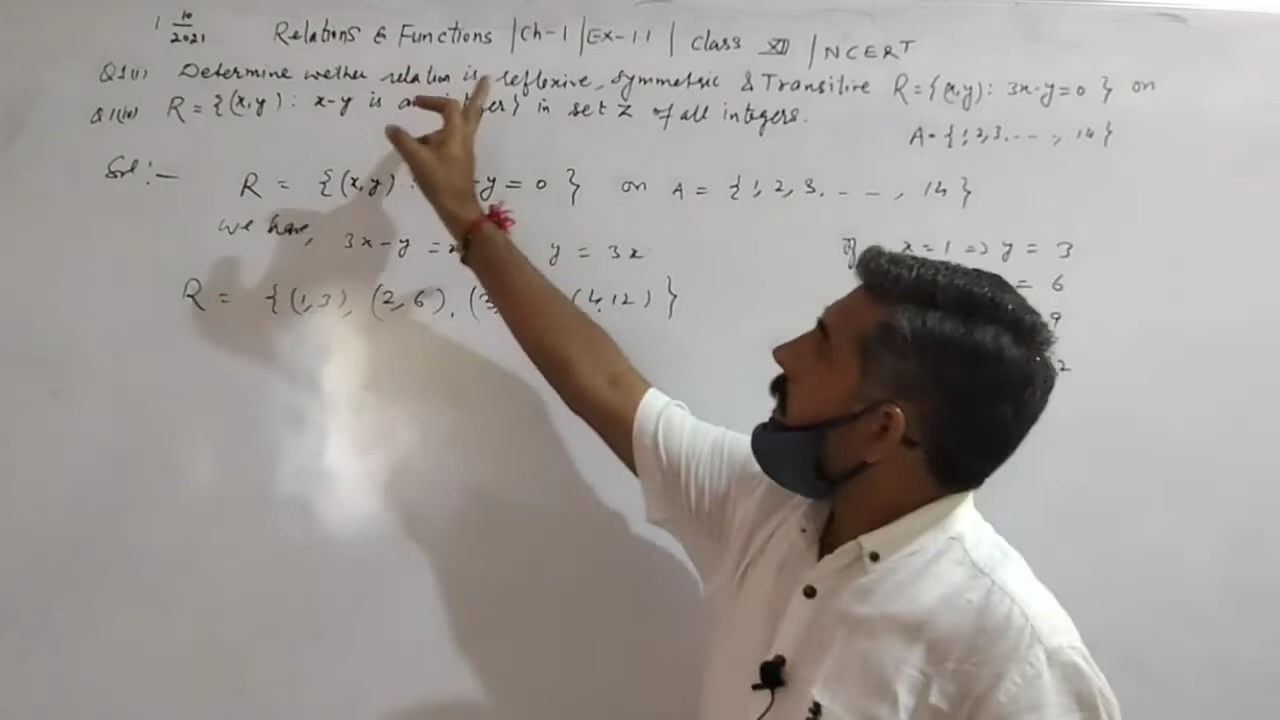 1 10/2021 Relations & Functions | Ch-1 | Ex-1.1 | Class XII | NCERT
Q1(i) Determine wether relation is reflexive, Symmetric & Transitive R={(x,y): 3x-y=0 } on
A={1,2,3,..., 14}
Q1(iv) R = {(x,y): x-y is an } in set Z of all integers.
Sol:-
R = {(x,y) : -y = 0 } on A = {1, 2, 3, - - -, 14}
we have, 3x-y = y = 3x
if x = 1 => y = 3
= 6
R = {(1,3), (2,6), (3, (4,12) }
9
2